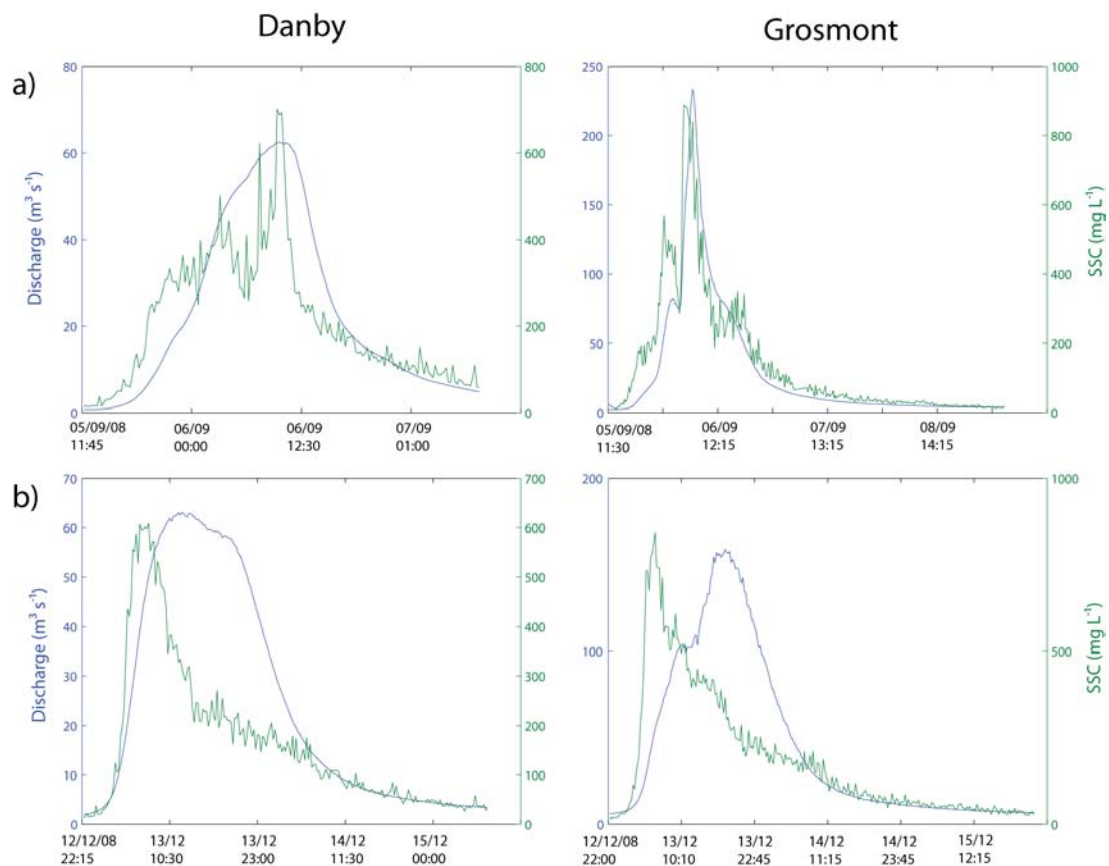 Danby
Grosmont
a)
80
60
40
20
0
Discharge (m³ s⁻¹)
800
600
400
200
0
05/09/08 06/09 06/09 07/09
11:45 00:00 12:30 01:00
250
200
150
100
50
0
1000
800
600
400
200
0
SSC (mg L⁻¹)
05/09/08 06/09 07/09 08/09
11:30 12:15 13:15 14:15
b)
70
60
50
40
30
20
10
0
Discharge (m³ s⁻¹)
700
600
500
400
300
200
100
0
12/12/08 13/12 13/12 14/12 15/12
22:15 10:30 23:00 11:30 00:00
200
100
0
1000
500
0
SSC (mg L⁻¹)
12/12/08 13/12 13/12 14/12 14/12 15/12
22:00 10:10 22:45 11:15 23:45 12:15